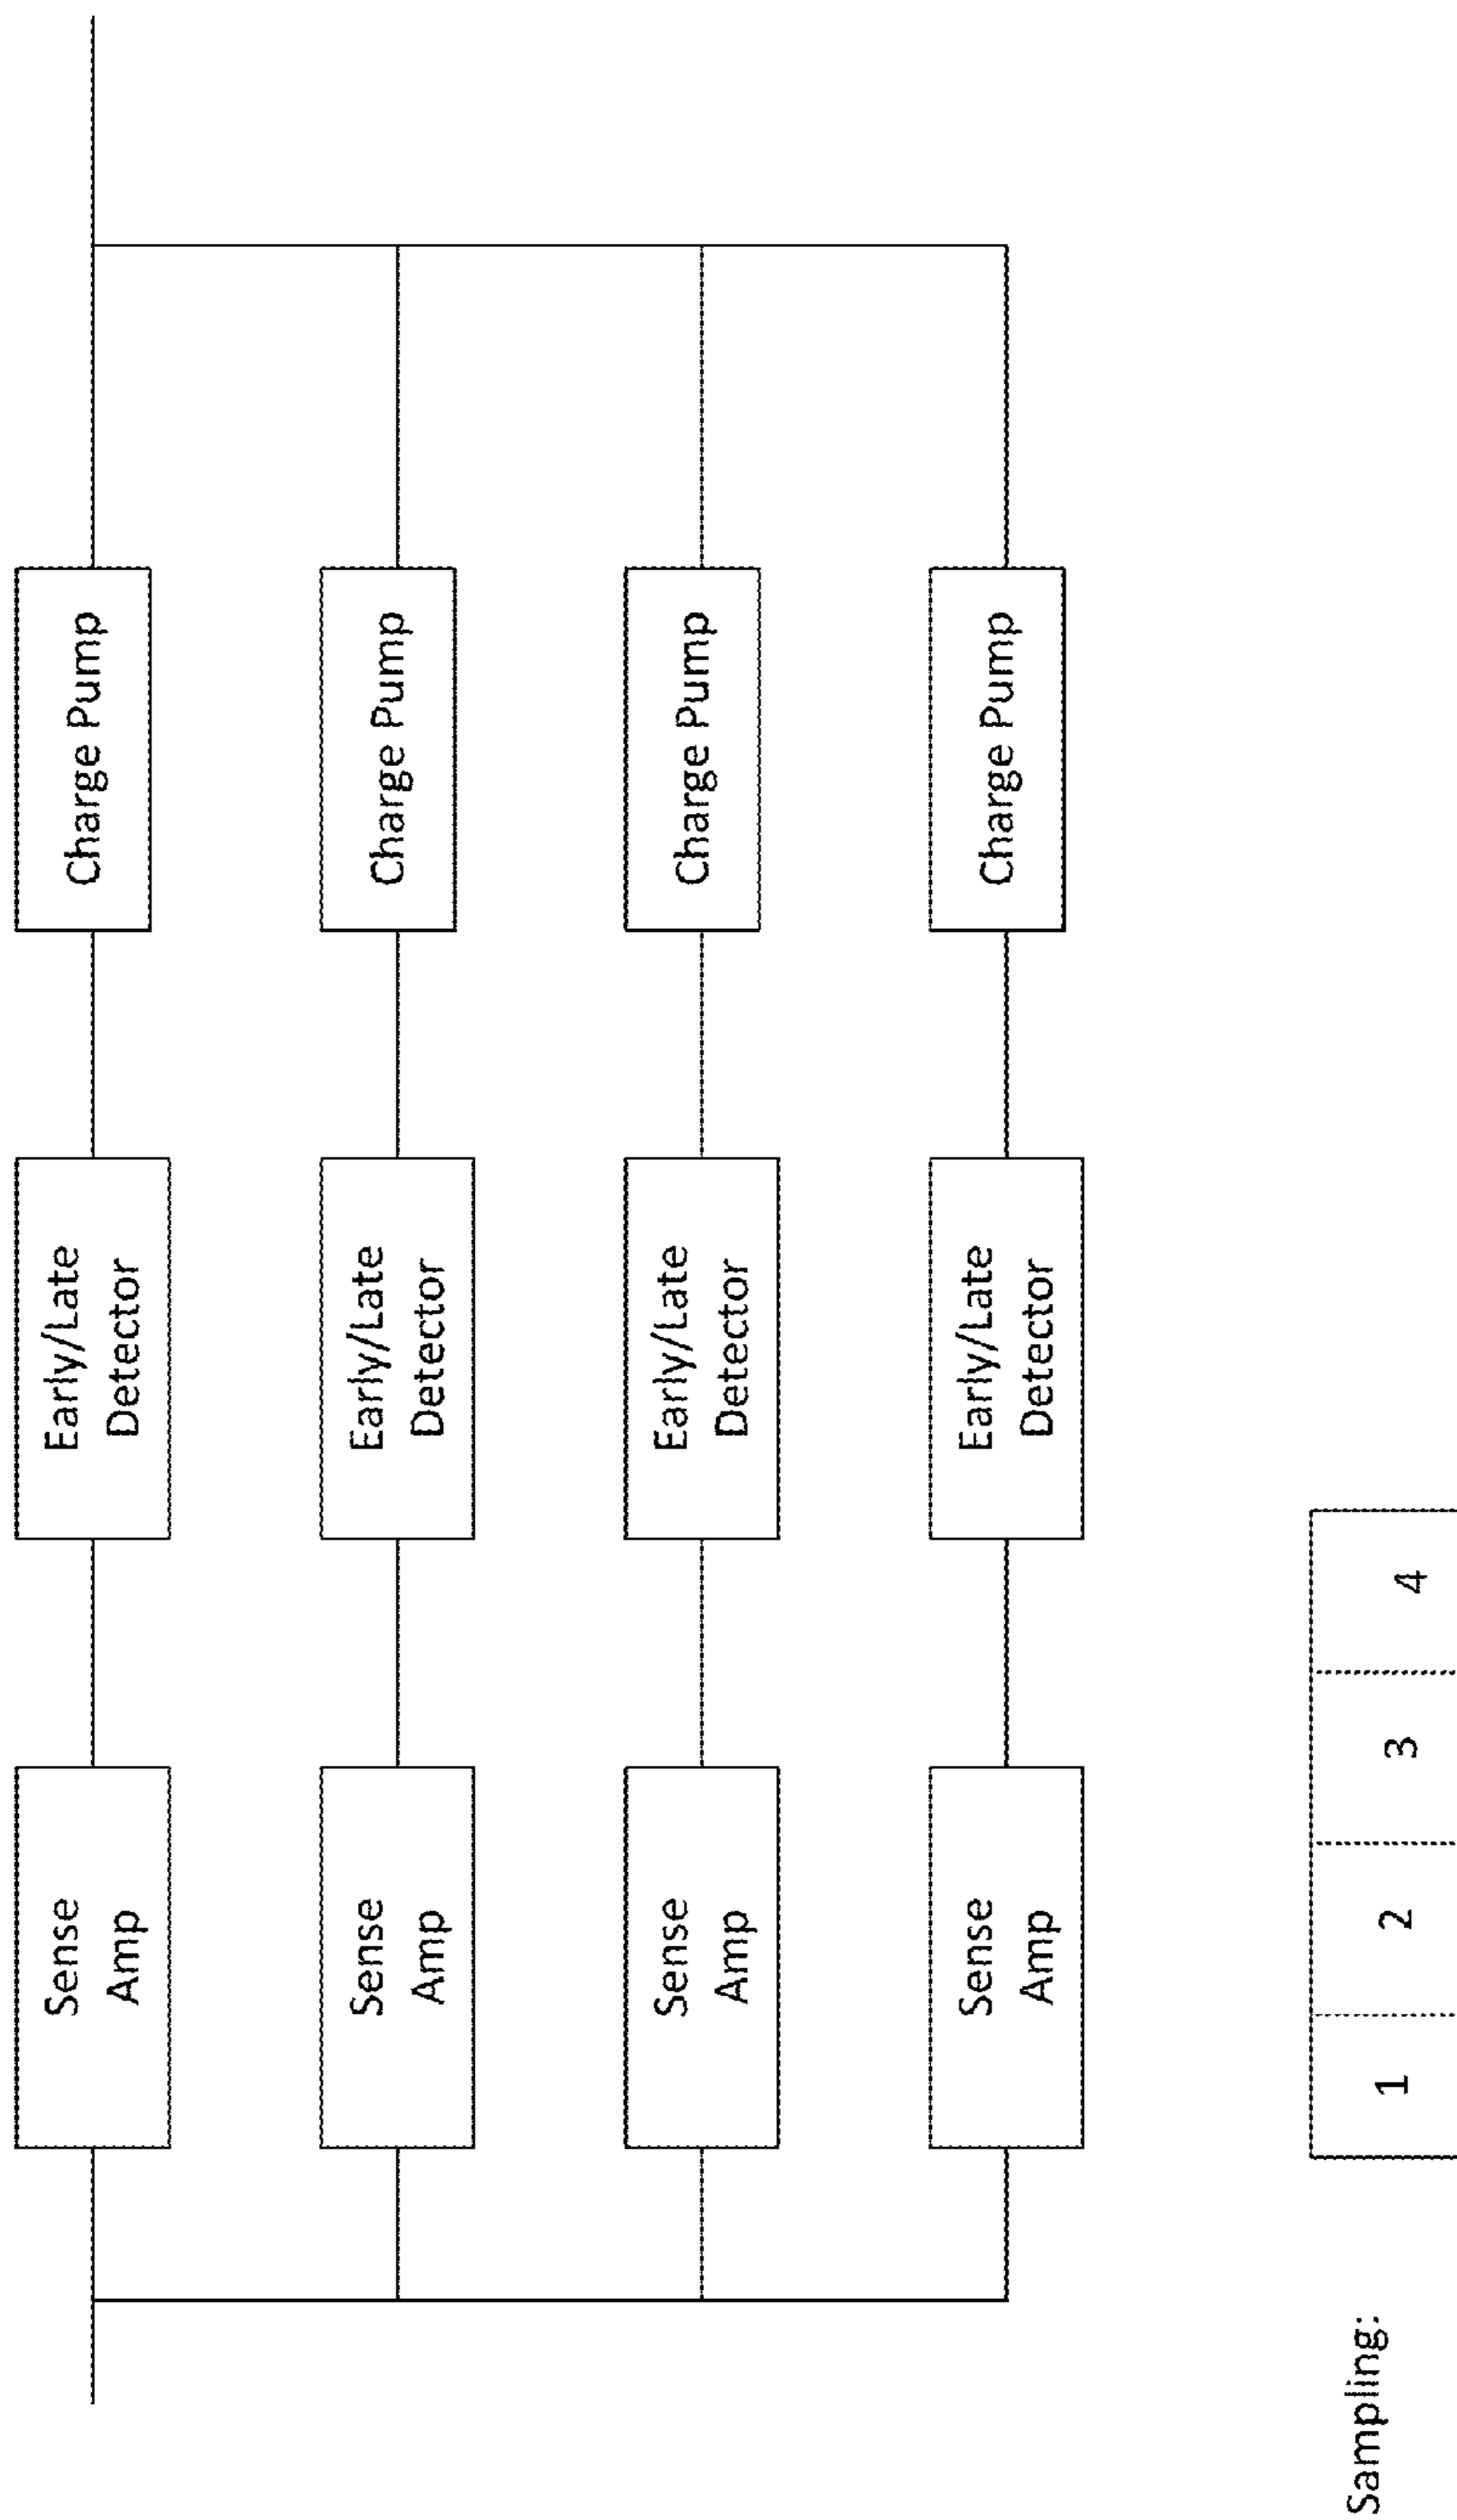 Sense
Amp
Early/Late
Detector
Charge Pump
Sense
Amp
Early/Late
Detector
Charge Pump
Sense
Amp
Early/Late
Detector
Charge Pump
Sense
Amp
Early/Late
Detector
Charge Pump
Sampling:
1
2
3
4